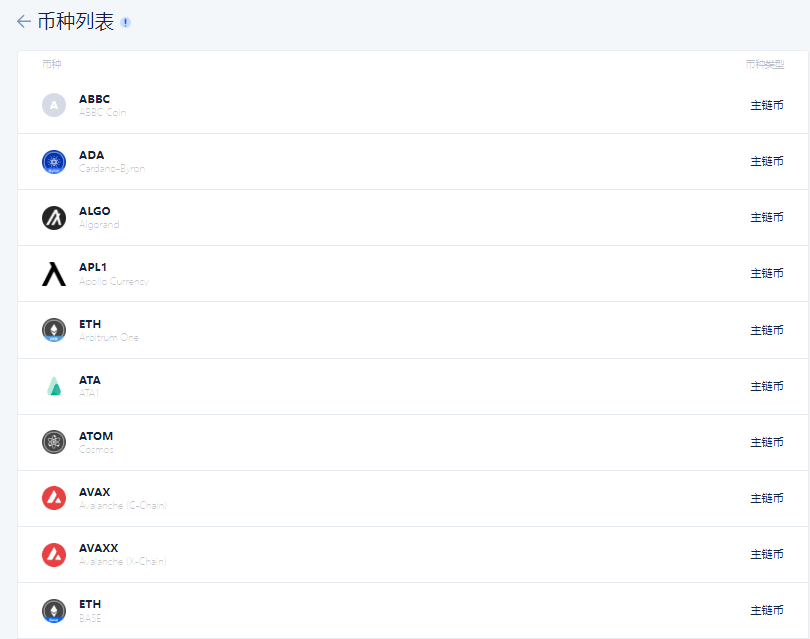 币种列表
币种 币种类型
ABBC
ABBC Coin
主链币
ADA
Cardano-Byron
主链币
ALGO
Algorand
主链币
APL1
Apollo Currency
主链币
ETH
Arbitrum One
主链币
ATA
ATA1
主链币
ATOM
Cosmos
主链币
AVAX
Avalanche (C-Chain)
主链币
AVAXX
Avalanche (X-Chain)
主链币
ETH
BASE
主链币